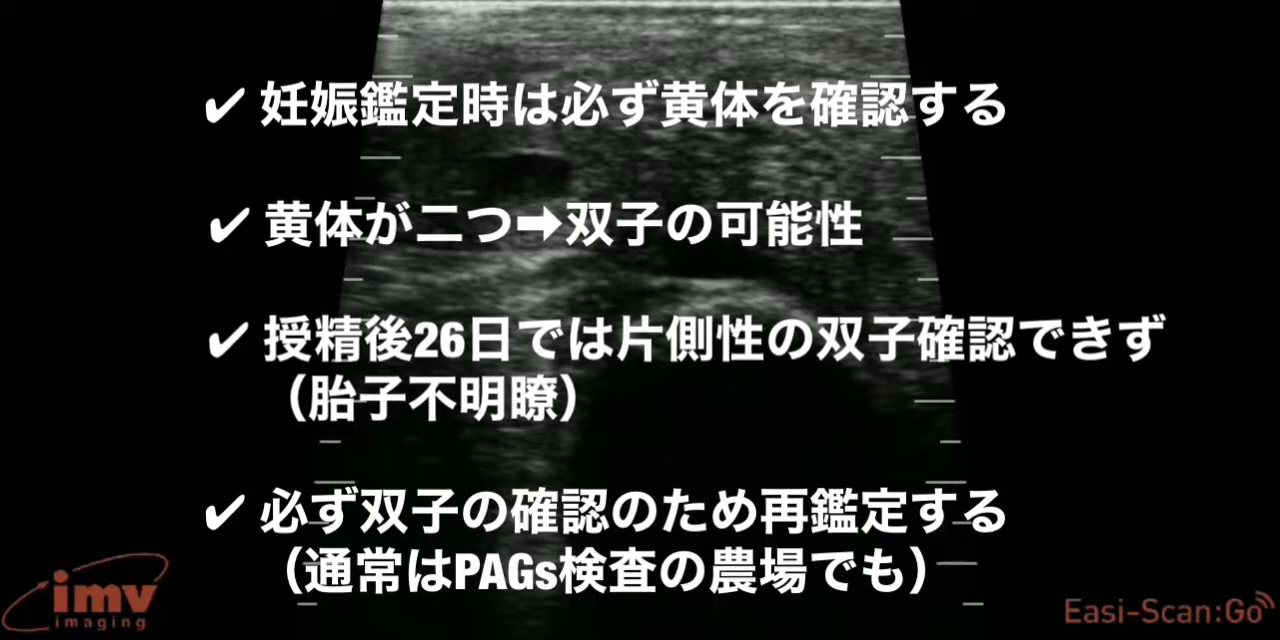 ✔ 妊娠鑑定時は必ず黄体を確認する
✔ 黄体が二つ➡双子の可能性
✔ 授精後26日では片側性の双子確認できず
（胎子不明瞭）
✔ 必ず双子の確認のため再鑑定する
（通常はPAGs検査の農場でも）
imv
imaging
Easi-Scan:Go